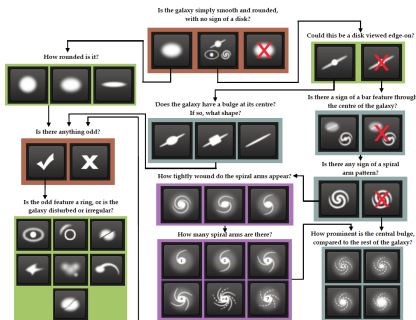 Is the galaxy simply smooth and rounded,
with no sign of a disk?
Could this be a disk viewed edge-on?
How rounded is it?
Is there a sign of a bar feature through
the centre of the galaxy?
Does the galaxy have a bulge at its centre?
If so, what shape?
Is there anything odd?
Is there any sign of a spiral
arm pattern?
How tightly wound do the spiral arms appear?
Is the odd feature a ring, or is the
galaxy disturbed or irregular?
How many spiral arms are there?
How prominent is the central bulge,
compared to the rest of the galaxy?